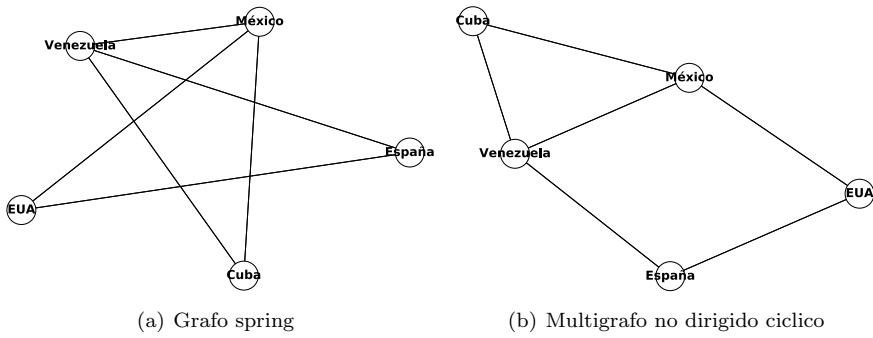 México
Venezuela
España
EUA
Cuba
(a) Grafo spring
Cuba
México
Venezuela
EUA
España
(b) Multigrafo no dirigido ciclico